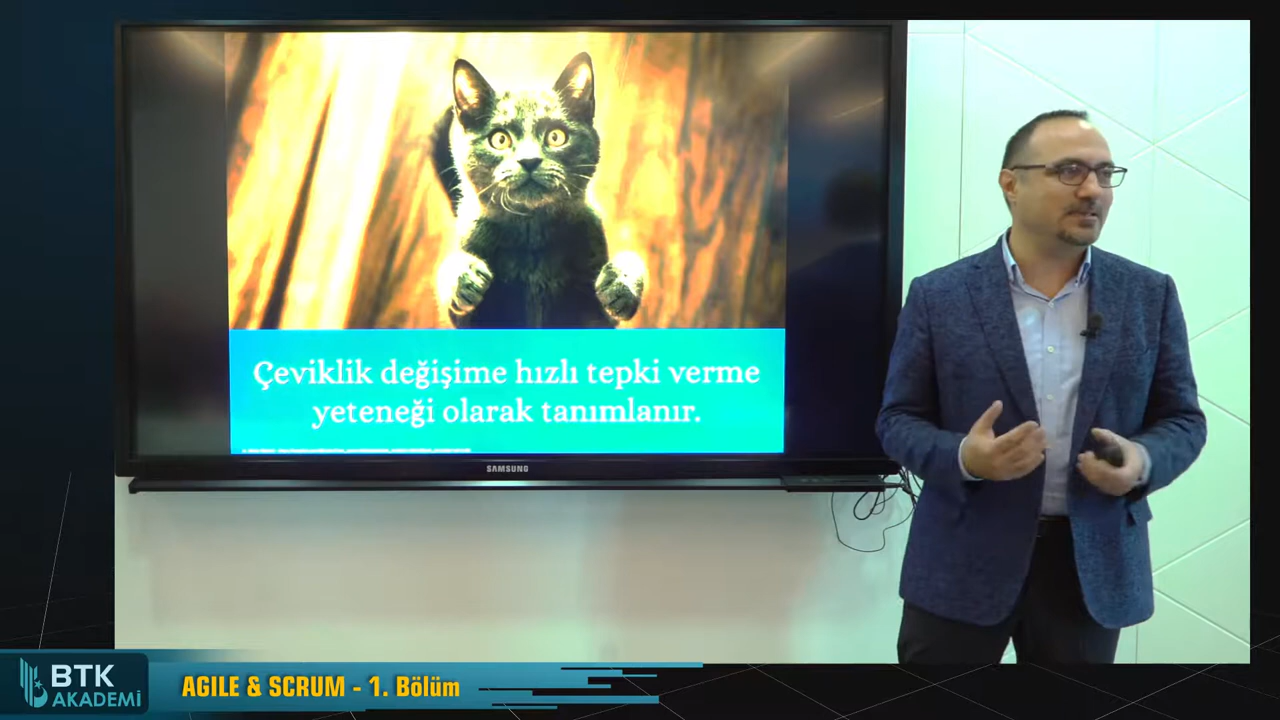 Çeviklik değişime hızlı tepki verme
yeteneği olarak tanımlanır.
SAMSUNG
BTK
AKADEMİ
AGILE & SCRUM - 1. Bölüm